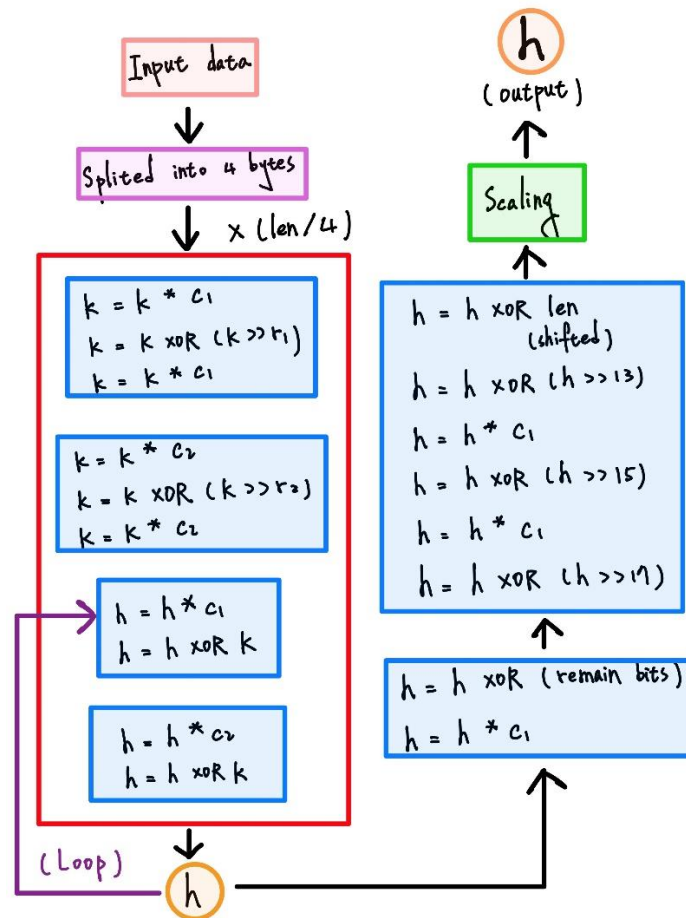 Input data
Splited into 4 bytes
x (len/4)
k = k * c1
k = k XOR (k >> r1)
k = k * c1
k = k * c2
k = k XOR (k >> r2)
k = k * c2
h = h * c1
h = h XOR k
h = h * c2
h = h XOR k
(Loop)
h
h = h XOR (remain bits)
h = h * c1
h = h XOR len
(shifted)
h = h XOR (h >> 13)
h = h * c1
h = h XOR (h >> 15)
h = h * c1
h = h XOR (h >> 17)
Scaling
h
(output)